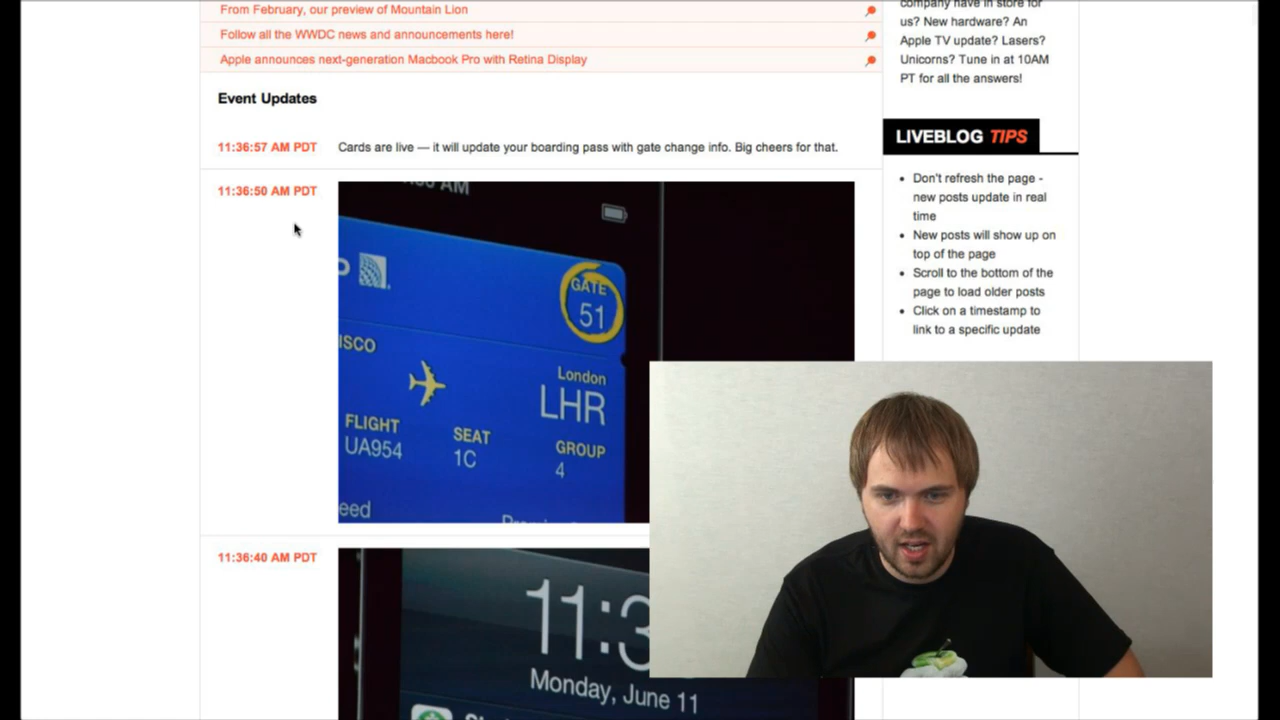 From February, our preview of Mountain Lion
Follow all the WWDC news and announcements here!
Apple announces next-generation Macbook Pro with Retina Display
company have in store for
us? New hardware? An
Apple TV update? Lasers?
Unicorns? Tune in at 10AM
PT for all the answers!
Event Updates
LIVEBLOG TIPS
Don't refresh the page -
new posts update in real
time
New posts will show up on
top of the page
Scroll to the bottom of the
page to load older posts
Click on a timestamp to
link to a specific update
11:36:57 AM PDT
Cards are live — it will update your boarding pass with gate change info. Big cheers for that.
11:36:50 AM PDT
AM
GATE
51
ISCO
London
LHR
FLIGHT
UA954
SEAT
1C
GROUP
4
eed
11:36:40 AM PDT
11:3
Monday, June 11